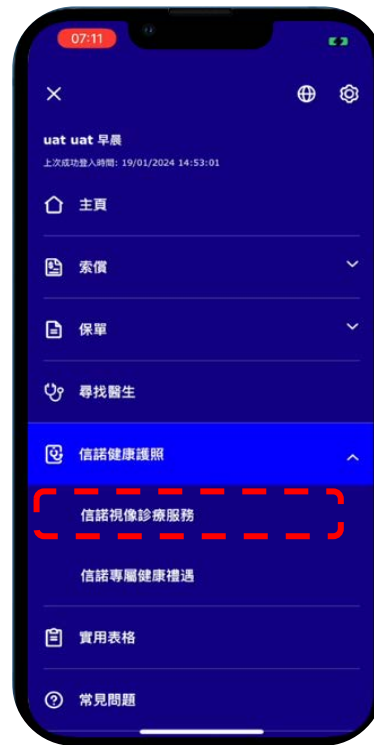 07:11
uat uat 早晨
上次成功登入時間: 19/01/2024 14:53:01
主頁
索償
保單
尋找醫生
信諾健康護照
信諾視像診療服務
信諾專屬健康禮遇
實用表格
常見問題